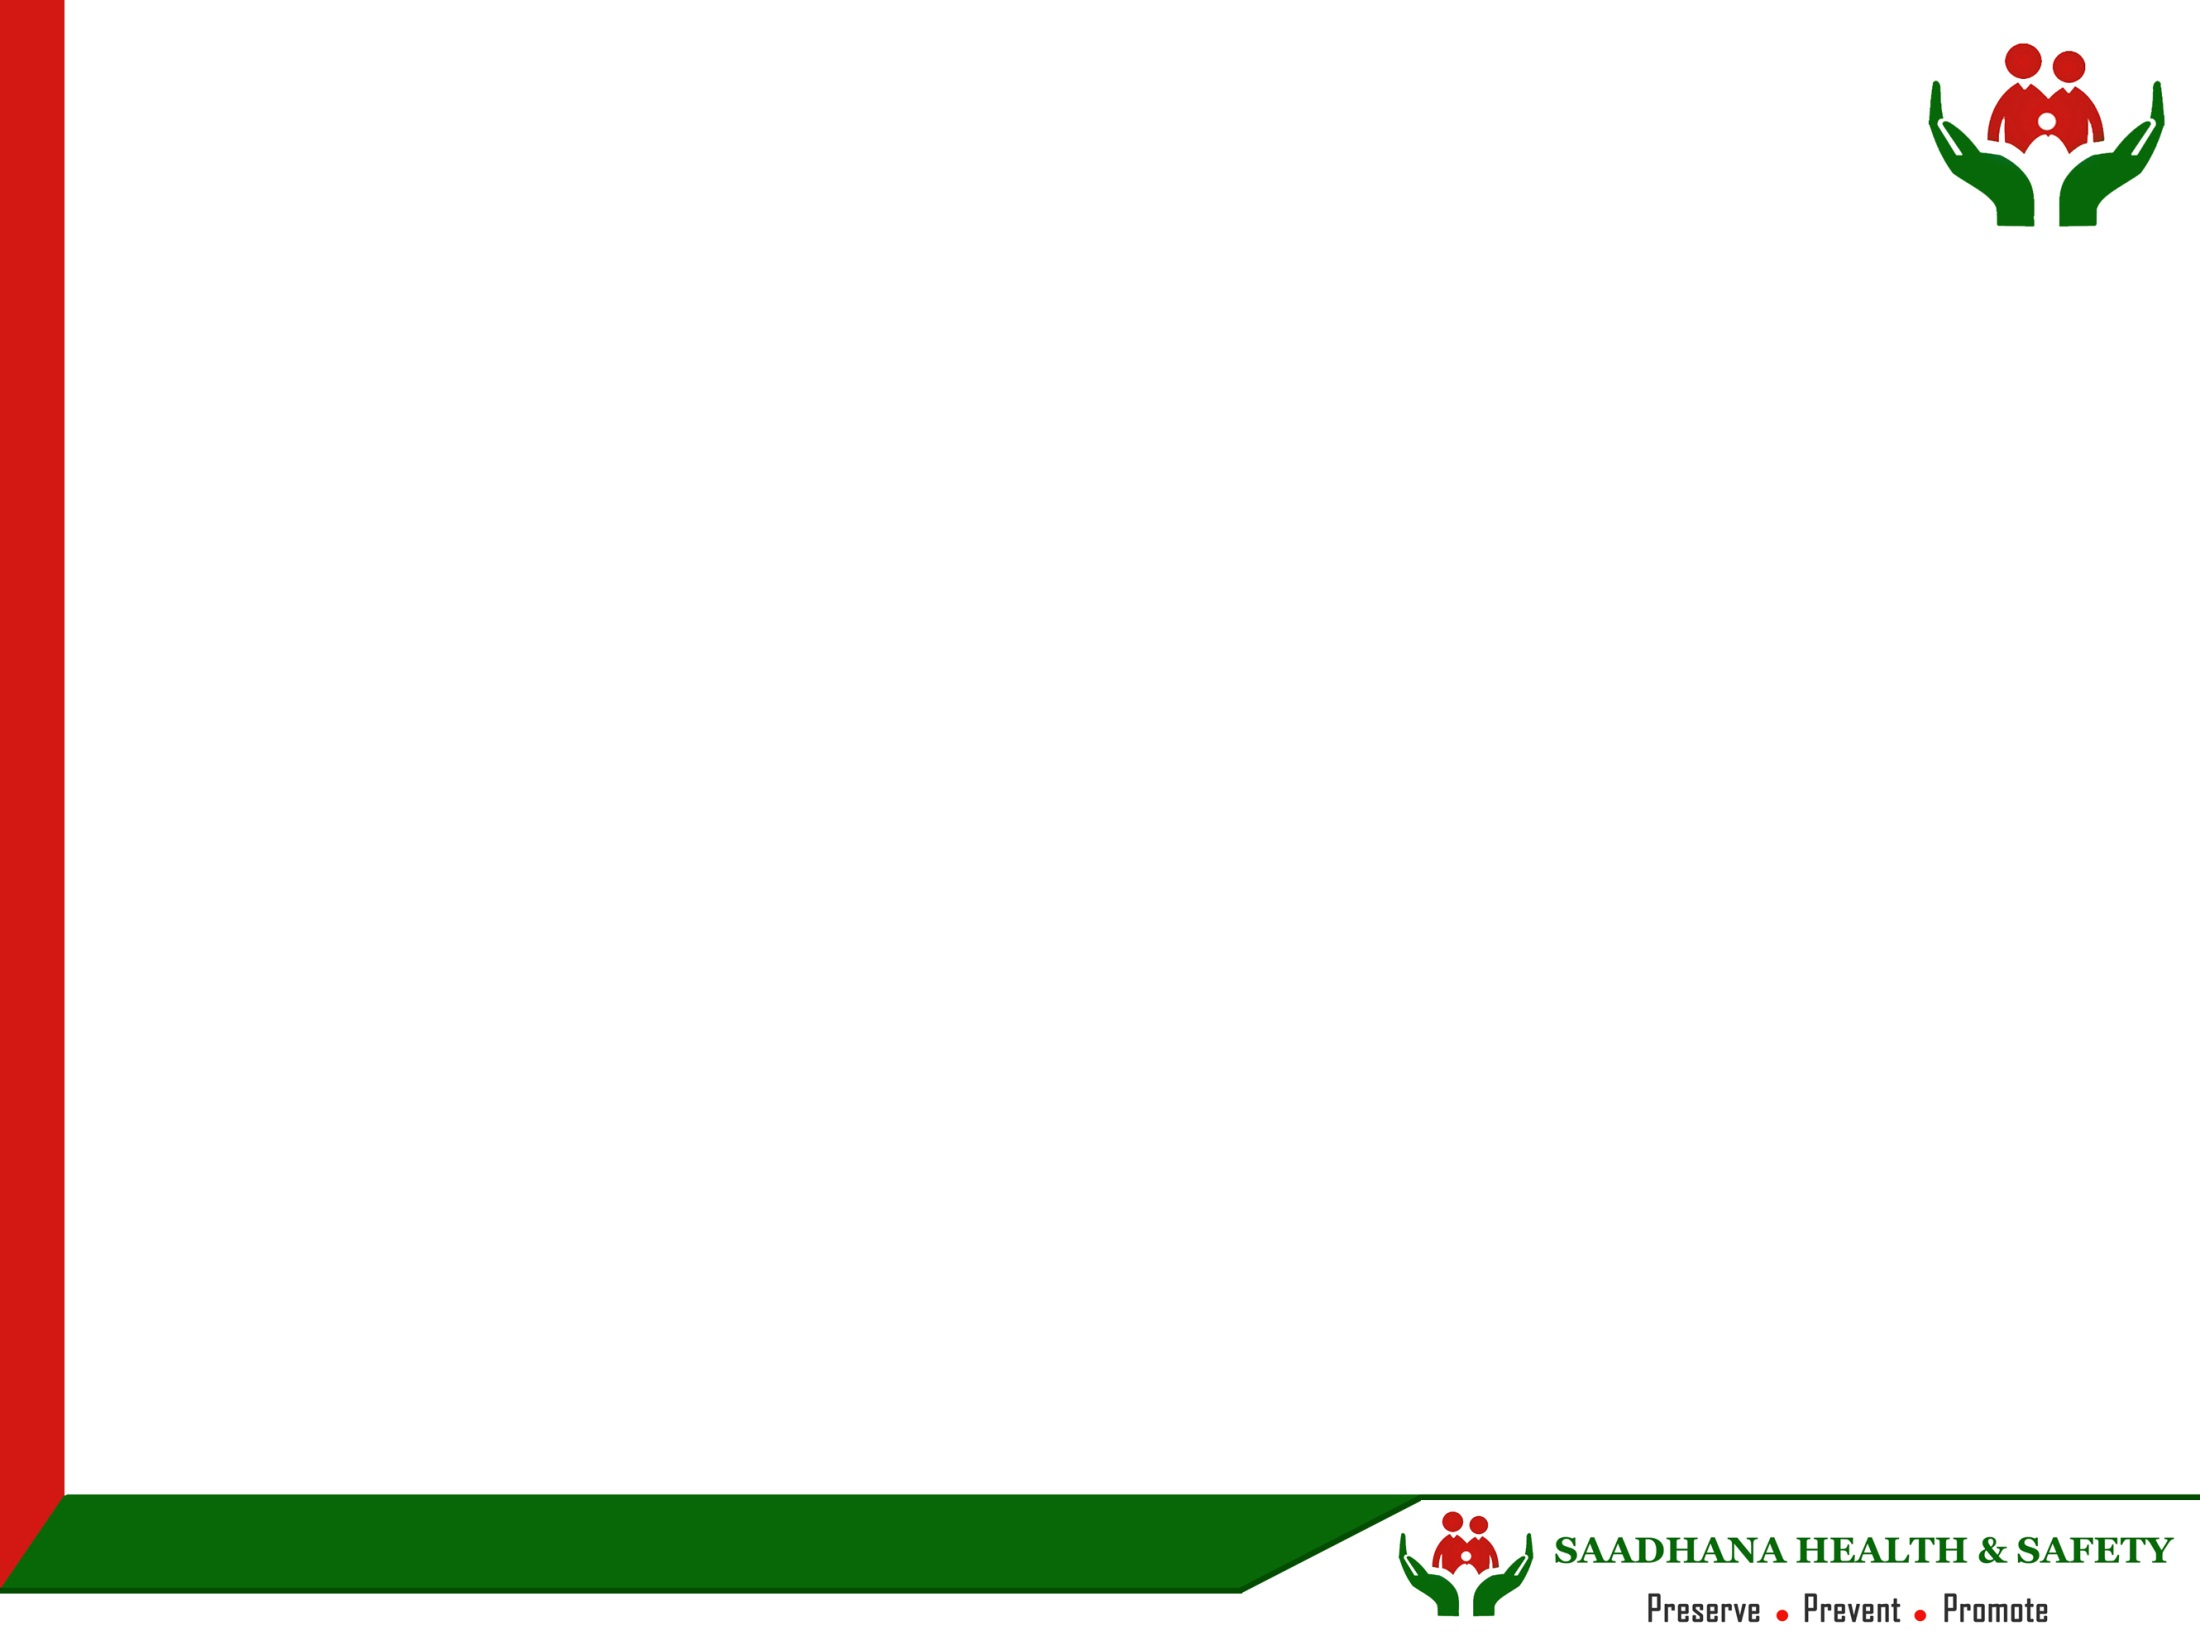 SAADHANA HEALTH & SAFETY
Preserve • Prevent • Promote